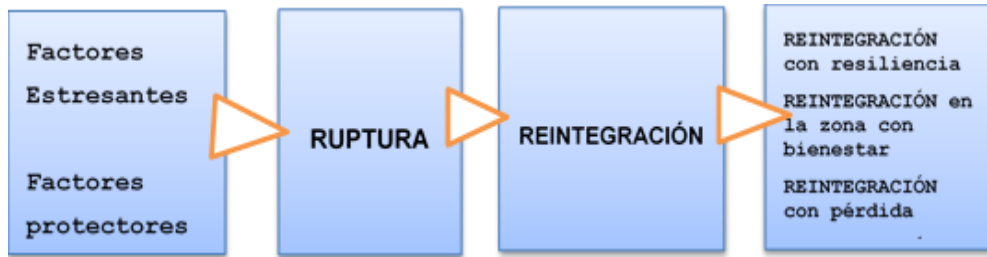 Factores
Estresantes
Factores
protectores
RUPTURA
REINTEGRACIÓN
REINTEGRACIÓN
con resiliencia
REINTEGRACIÓN en
la zona con
bienestar
REINTEGRACIÓN
con pérdida